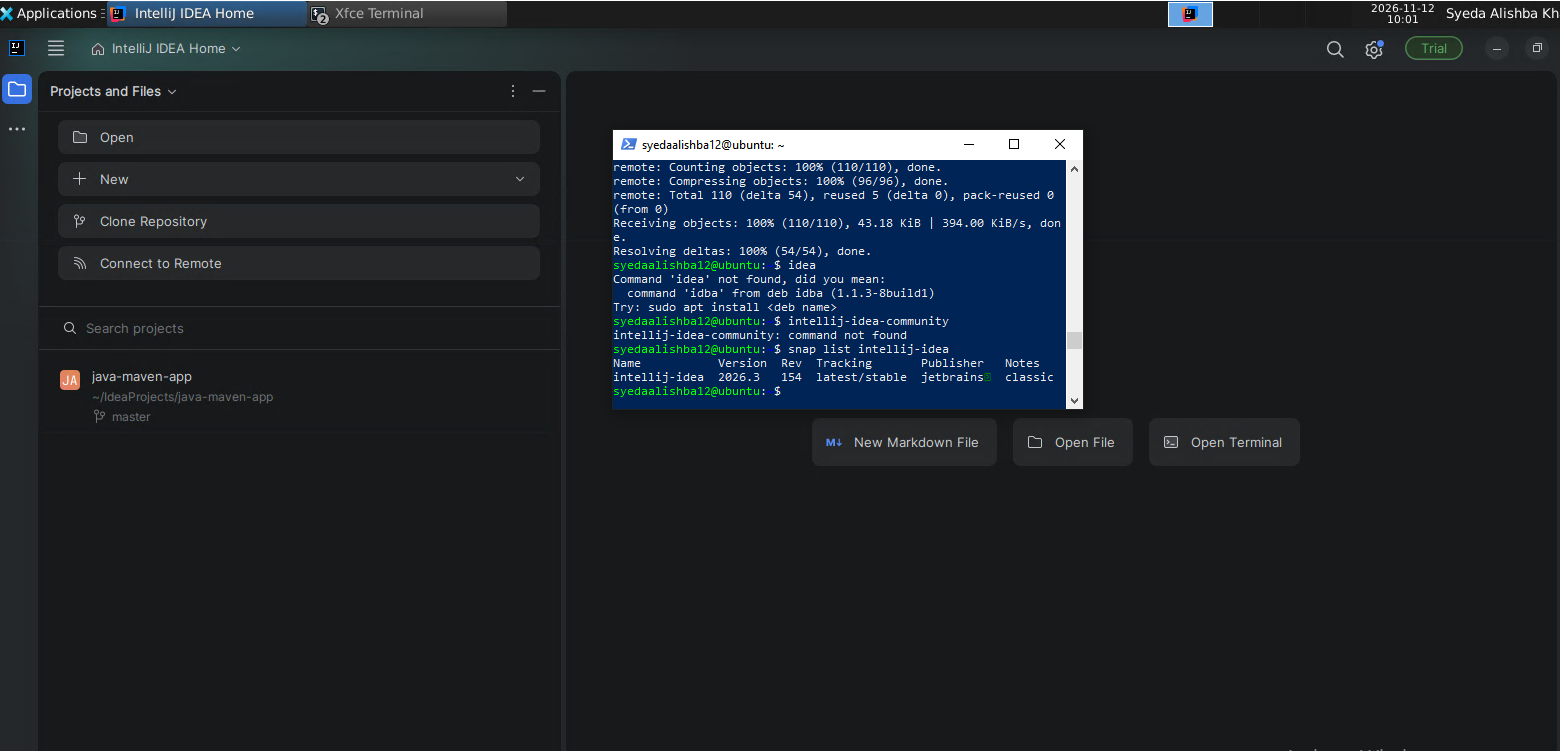 Applications
IntelliJ IDEA Home
Xfce Terminal
2026-11-12
10:01
Syeda Alishba Kh
IntelliJ IDEA Home
Trial
Projects and Files
Open
New
Clone Repository
Connect to Remote
Search projects
JA
java-maven-app
~/IdeaProjects/java-maven-app
master
syedaalishba12@ubuntu: ~
remote: Counting objects: 100% (110/110), done.
remote: Compressing objects: 100% (96/96), done.
remote: Total 110 (delta 54), reused 5 (delta 0), pack-reused 0
(from 0)
Receiving objects: 100% (110/110), 43.18 KiB | 394.00 KiB/s, don
e.
Resolving deltas: 100% (54/54), done.
syedaalishba12@ubuntu: $ idea
Command 'idea' not found, did you mean:
command 'idba' from deb idba (1.1.3-8build1)
Try: sudo apt install <deb name>
syedaalishba12@ubuntu: $ intellij-idea-community
intellij-idea-community: command not found
syedaalishba12@ubuntu: $ snap list intellij-idea
Name Version Rev Tracking Publisher Notes
intellij-idea 2026.3 154 latest/stable jetbrains classic
syedaalishba12@ubuntu: $
M↓ New Markdown File
Open File
Open Terminal